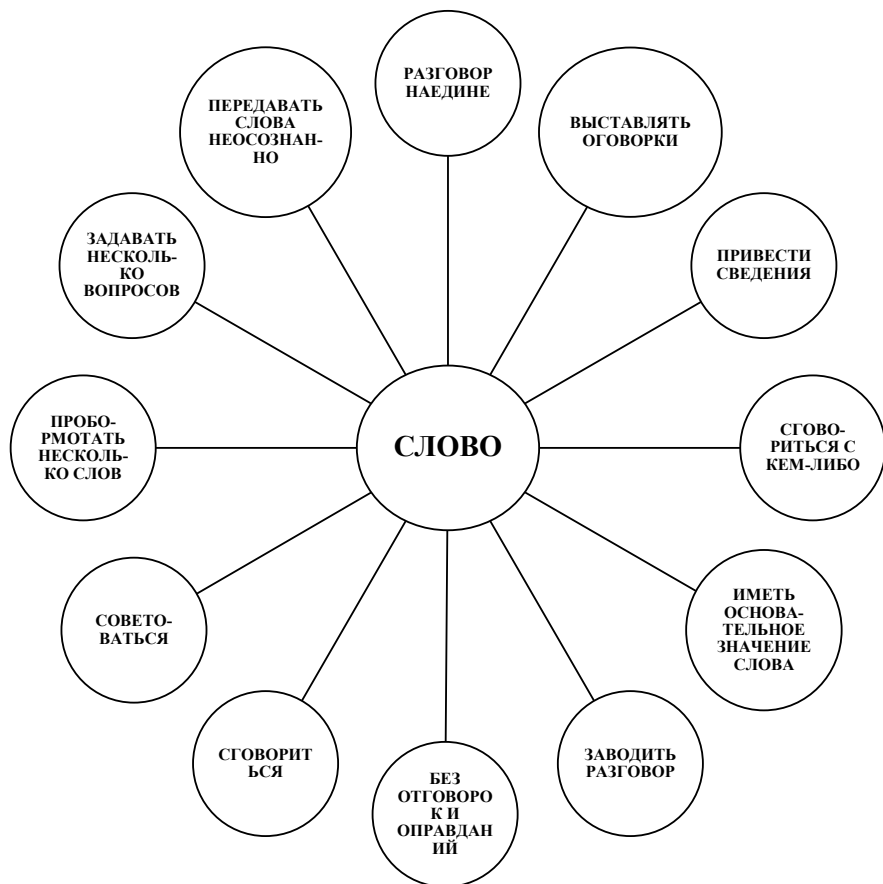 РАЗГОВОР
НАЕДИНЕ
ВЫСТАВЛЯТЬ
ОГОВОРКИ
ПРИВЕСТИ
СВЕДЕНИЯ
СГОВО-
РИТЬСЯ С
КЕМ-ЛИБО
ИМЕТЬ
ОСНОВА-
ТЕЛЬНОЕ
ЗНАЧЕНИЕ
СЛОВА
ЗАВОДИТЬ
РАЗГОВОР
БЕЗ
ОТГОВОРО
К И
ОПРАВДАН
ИЙ
СГОВОРИТ
ЬСЯ
СОВЕТО-
ВАТЬСЯ
ПРОБО-
РМОТАТЬ
НЕСКОЛЬ-
КО СЛОВ
ЗАДАВАТЬ
НЕСКОЛЬ-
КО
ВОПРОСОВ
ПЕРЕДАВАТЬ
СЛОВА
НЕОСОЗНАН-
НО
СЛОВО